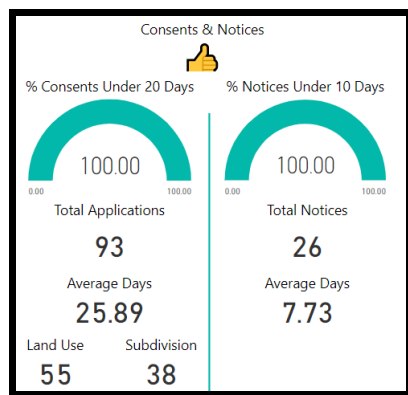 Consents & Notices
% Consents Under 20 Days
100.00
0.00 100.00
Total Applications
93
Average Days
25.89
Land Use Subdivision
55 38
% Notices Under 10 Days
100.00
0.00 100.00
Total Notices
26
Average Days
7.73